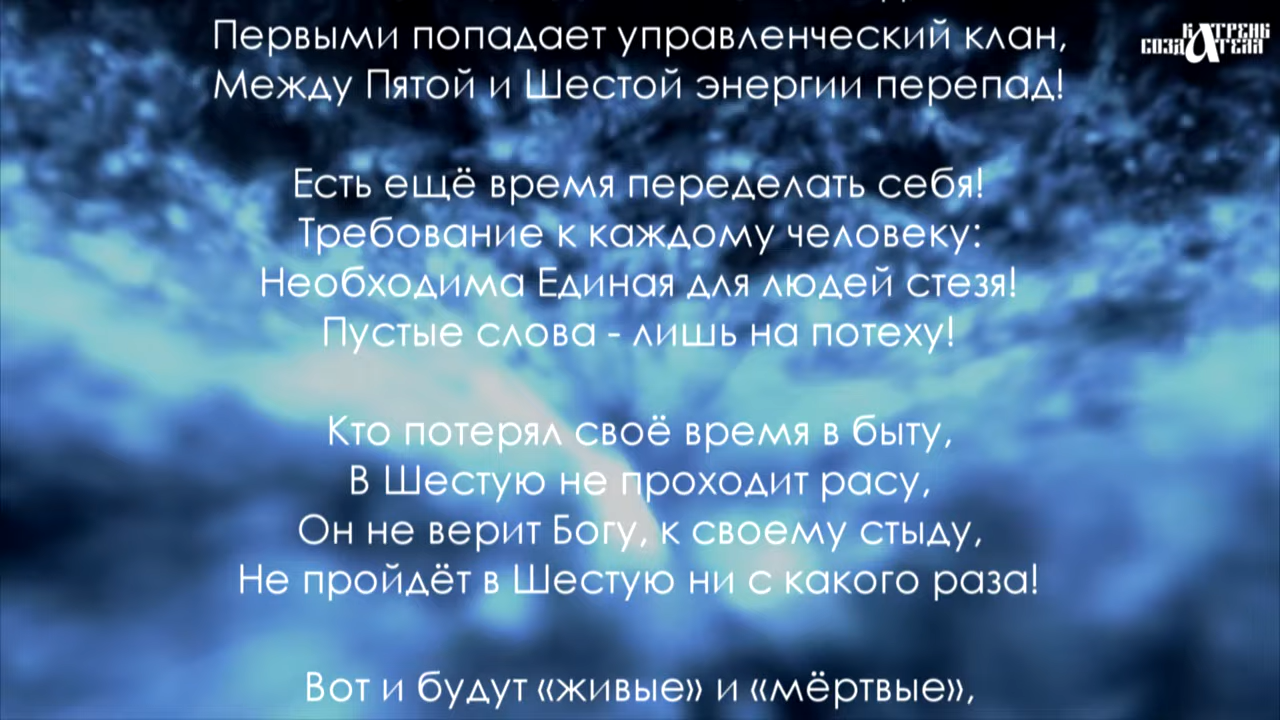 Первыми попадает управленческий клан,
Между Пятой и Шестой энергии перепад!
Есть ещё время переделать себя!
Требование к каждому человеку:
Необходима Единая для людей стезя!
Пустые слова - лишь на потеху!
Кто потерял своё время в быту,
В Шестую не проходит расу,
Он не верит Богу, к своему стыду,
Не пройдёт в Шестую ни с какого раза!
Вот и будут «живые» и «мёртвые»,
Катрены
Создателя